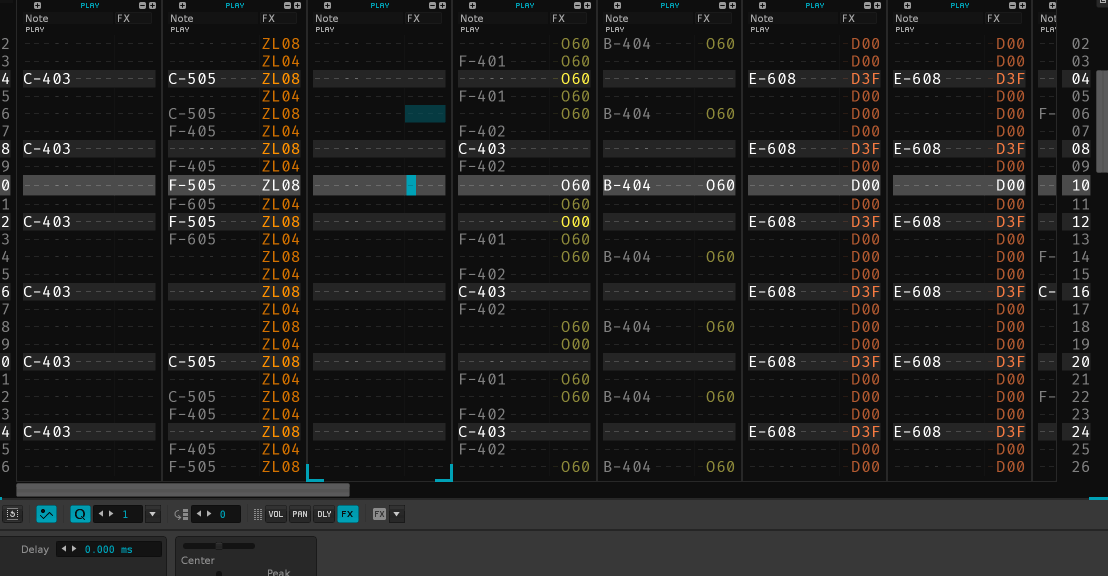 PLAY PLAY PLAY PLAY PLAY PLAY PLAY
Note FX Note FX Note FX Note FX Note FX Note FX Note FX Not
PLAY PLAY PLAY PLAY PLAY PLAY PLAY PLAY
2 ZL08 O60 B-404 O60 D00 D00 02
3 ZL04 F-401 O60 D00 D00 03
4 C-403 C-505 ZL08 O60 E-608 D3F E-608 D3F 04
5 ZL04 F-401 O60 D00 D00 05
6 C-505 ZL08 O60 B-404 O60 D00 D00 F- 06
7 F-405 ZL04 F-402 D00 D00 07
8 C-403 ZL08 C-403 E-608 D3F E-608 D3F 08
9 F-405 ZL04 F-402 D00 D00 09
0 F-505 ZL08 O60 B-404 O60 D00 D00 10
1 F-605 ZL04 O60 D00 D00 11
2 C-403 F-505 ZL08 O00 E-608 D3F E-608 D3F 12
3 F-605 ZL04 F-401 O60 D00 D00 13
4 ZL08 O60 B-404 O60 D00 D00 F- 14
5 ZL04 F-402 D00 D00 15
6 C-403 ZL08 C-403 E-608 D3F E-608 D3F C- 16
7 ZL04 F-402 D00 D00 17
8 ZL08 O60 B-404 O60 D00 D00 18
9 ZL04 O00 D00 D00 19
0 C-403 C-505 ZL08 O60 E-608 D3F E-608 D3F 20
1 ZL04 F-401 O60 D00 D00 21
2 C-505 ZL08 O60 B-404 O60 D00 D00 F- 22
3 F-405 ZL04 F-402 D00 D00 23
4 C-403 ZL08 C-403 E-608 D3F E-608 D3F 24
5 F-405 ZL04 F-402 D00 D00 25
6 F-505 ZL08 O60 B-404 O60 D00 D00 26
Q 1 0 VOL PAN DLY FX FX
Delay 0.000 ms
Center
Peak